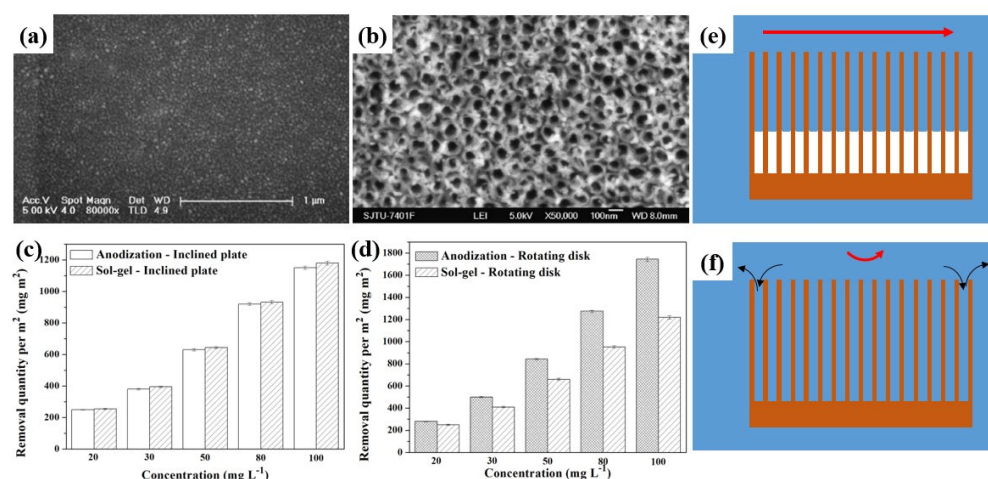 (a)
Acc.V Spot Magn Det WD
5.00 kV 4.0 80000x TLD 4.9 1 μm
(b)
SJTU-7401F LEI 5.0kV X50,000 100nm WD 8.0mm
(c)
Anodization - Inclined plate
Sol-gel - Inclined plate
Removal quantity per m² (mg m⁻²)
1200
1000
800
600
400
200
0
20 30 50 80 100
Concentration (mg L⁻¹)
(d)
Anodization - Rotating disk
Sol-gel - Rotating disk
Removal quantity per m² (mg m⁻²)
1800
1600
1400
1200
1000
800
600
400
200
0
20 30 50 80 100
Concentration (mg L⁻¹)
(e)
(f)